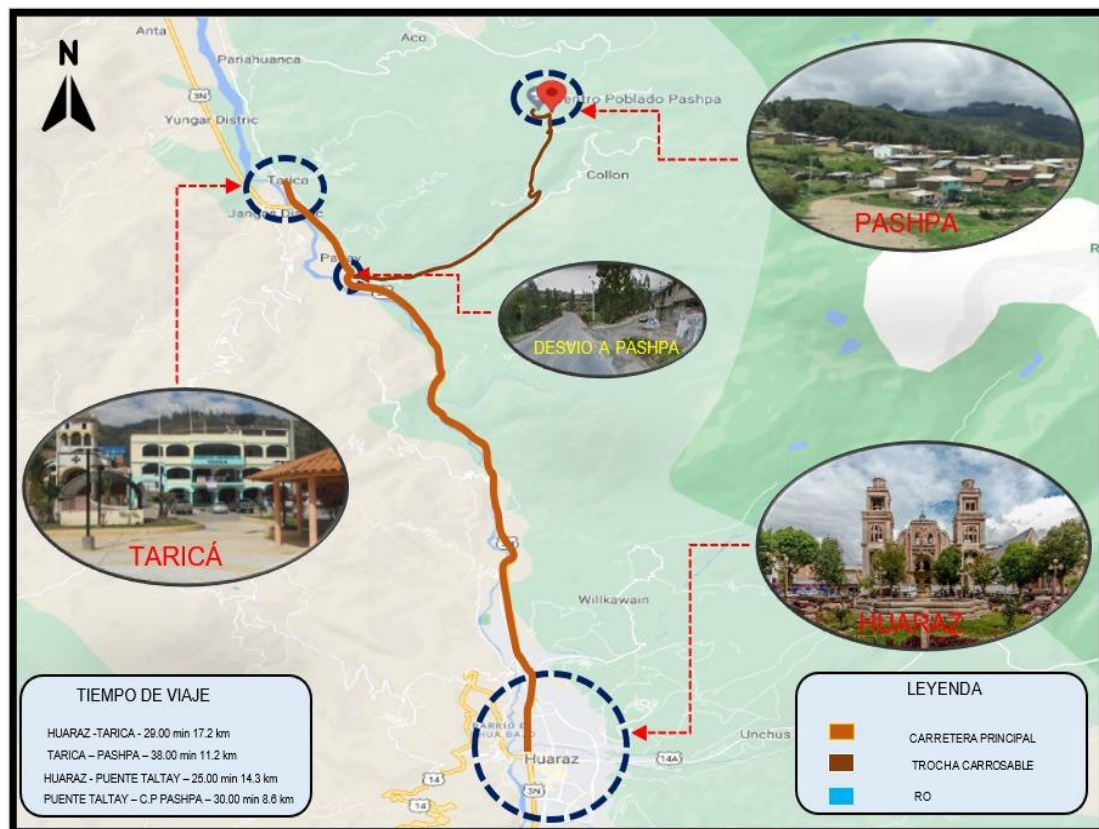 N
Anta
Aco
Pariahuanca
3N
Yungar Distric
entro Poblado Pashpa
Tarica
Collon
Jangas Distric
PASHPA
DESVIO A PASHPA
TARICÁ
Willkawain
HUARAZ
Unchus
Huaraz
14A
14
14
3N
TIEMPO DE VIAJE
HUARAZ -TARICA - 29.00 min 17.2 km
TARICA – PASHPA – 38.00 min 11.2 km
HUARAZ - PUENTE TALTAY – 25.00 min 14.3 km
PUENTE TALTAY – C.P PASHPA – 30.00 min 8.6 km
LEYENDA
CARRETERA PRINCIPAL
TROCHA CARROSABLE
RO